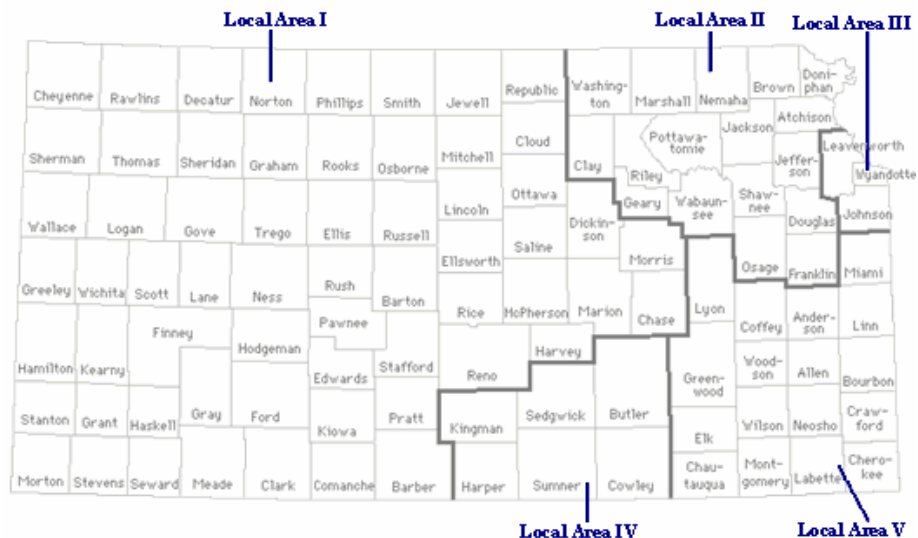 Local Area I
Local Area II
Local Area III
Cheyenne
Rawlins
Decatur
Norton
Phillips
Smith
Jewell
Republic
Washing-
ton
Marshall
Nemaha
Brown
Doni-
phan
Atchison
Sherman
Thomas
Sheridan
Graham
Rooks
Osborne
Mitchell
Cloud
Clay
Riley
Pottawa-
tomie
Jackson
Jeffer-
son
Leavenworth
Wyandotte
Wallace
Logan
Gove
Trego
Ellis
Russell
Lincoln
Ottawa
Saline
Dickin-
son
Geary
Wabaun-
see
Shaw-
nee
Douglas
Johnson
Greeley
Wichita
Scott
Lane
Ness
Rush
Barton
Ellsworth
Rice
McPherson
Marion
Morris
Chase
Lyon
Osage
Franklin
Miami
Hamilton
Kearny
Finney
Hodgeman
Pawnee
Edwards
Stafford
Reno
Harvey
Coffey
Ander-
son
Linn
Stanton
Grant
Haskell
Gray
Ford
Kiowa
Pratt
Kingman
Sedgwick
Butler
Green-
wood
Wood-
son
Allen
Bourbon
Elk
Wilson
Neosho
Craw-
ford
Morton
Stevens
Seward
Meade
Clark
Comanche
Barber
Harper
Sumner
Cowley
Chau-
tauqua
Mont-
gomery
Labette
Chero-
kee
Local Area IV
Local Area V